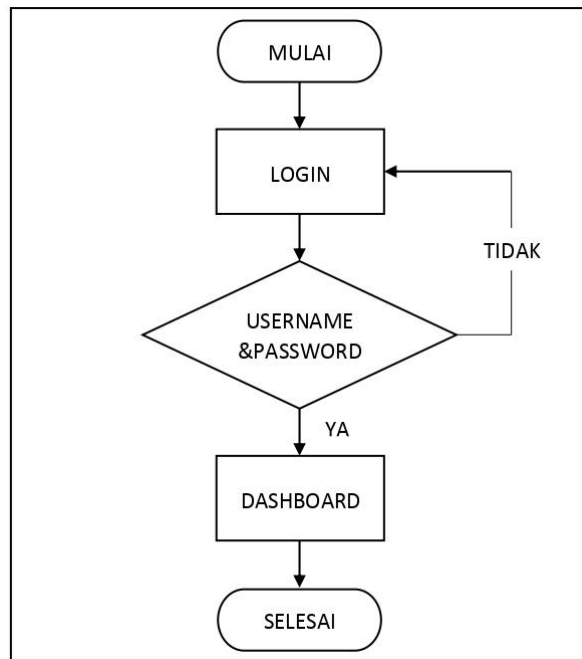 MULAI
LOGIN
TIDAK
USERNAME
&PASSWORD
YA
DASHBOARD
SELESAI